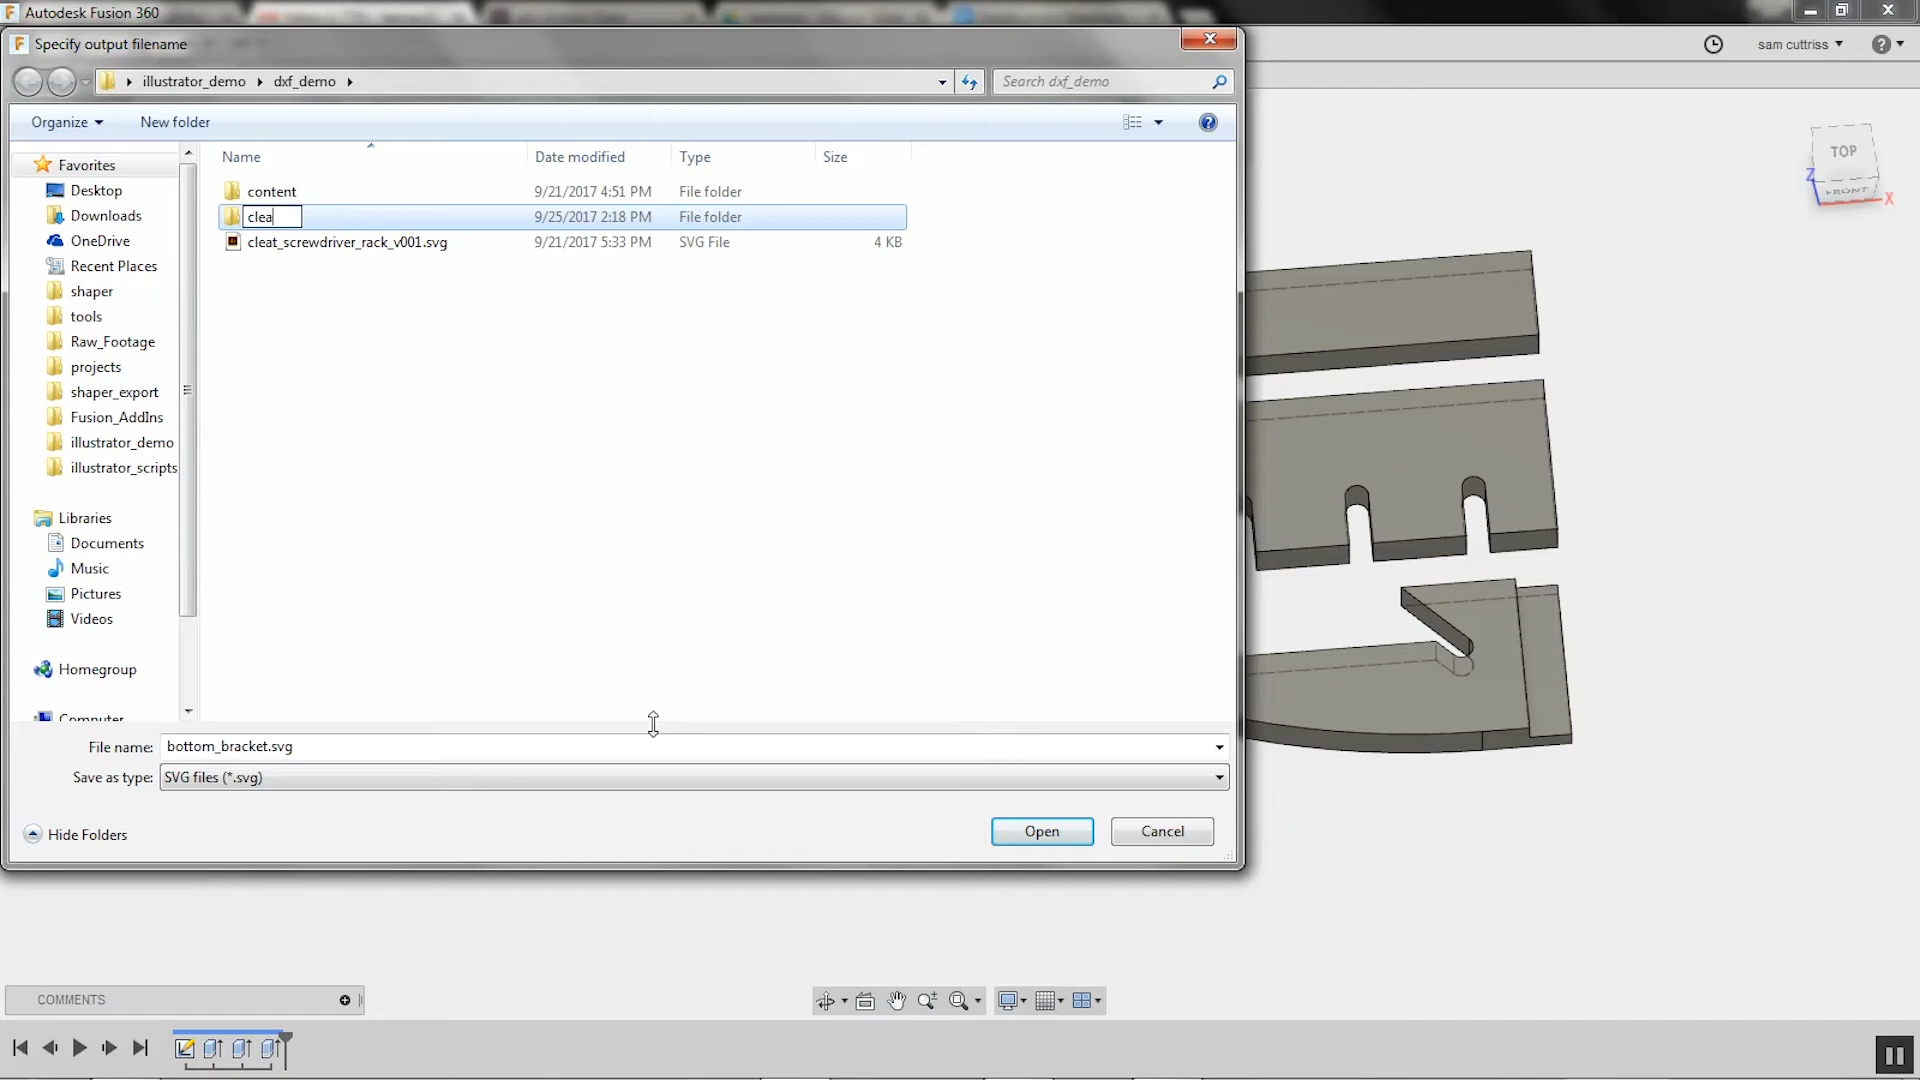 Autodesk Fusion 360
Specify output filename
sam cuttriss
illustrator_demo
dxf_demo
Search dxf_demo
Organize
New folder
Name
Date modified
Type
Size
content
9/21/2017 4:51 PM
File folder
clea
9/25/2017 2:18 PM
File folder
cleat_screwdriver_rack_v001.svg
9/21/2017 5:33 PM
SVG File
4 KB
Favorites
Desktop
Downloads
OneDrive
Recent Places
shaper
tools
Raw_Footage
projects
shaper_export
Fusion_AddIns
illustrator_demo
illustrator_scripts
Libraries
Documents
Music
Pictures
Videos
Homegroup
Computer
File name:
bottom_bracket.svg
Save as type:
SVG files (*.svg)
Hide Folders
Open
Cancel
TOP
FRONT
Z
X
COMMENTS